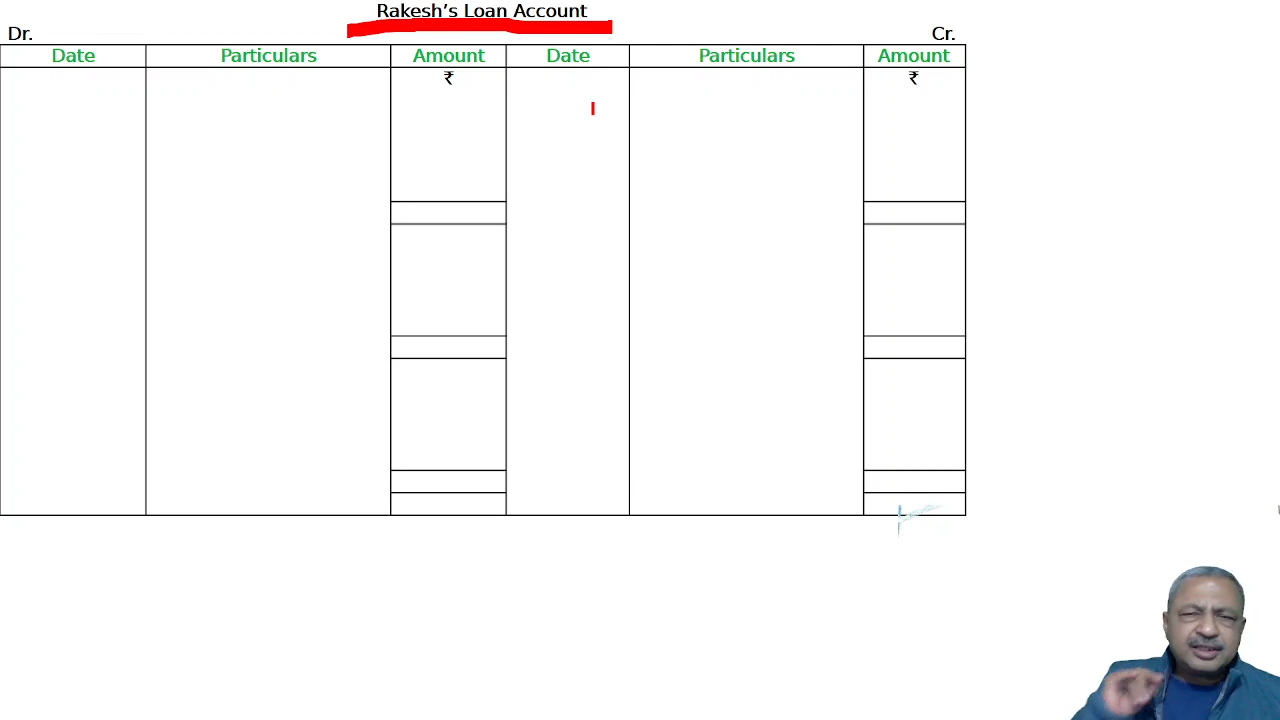 Rakesh’s Loan Account
Dr. Cr.
Date Particulars Amount Date Particulars Amount
₹ ₹